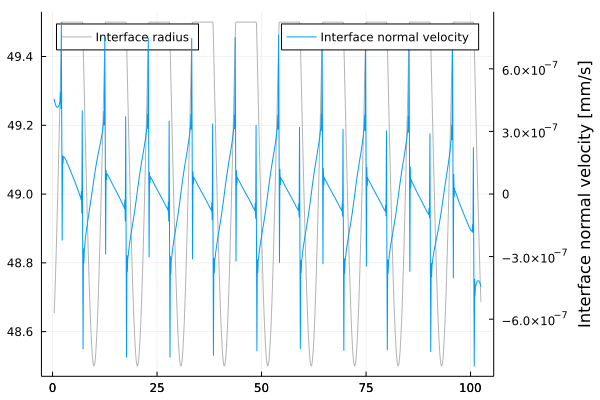 Interface radius
Interface normal velocity
49.4
49.2
49.0
48.8
48.6
6.0×10⁻⁷
3.0×10⁻⁷
0
−3.0×10⁻⁷
−6.0×10⁻⁷
Interface normal velocity [mm/s]
0 25 50 75 100